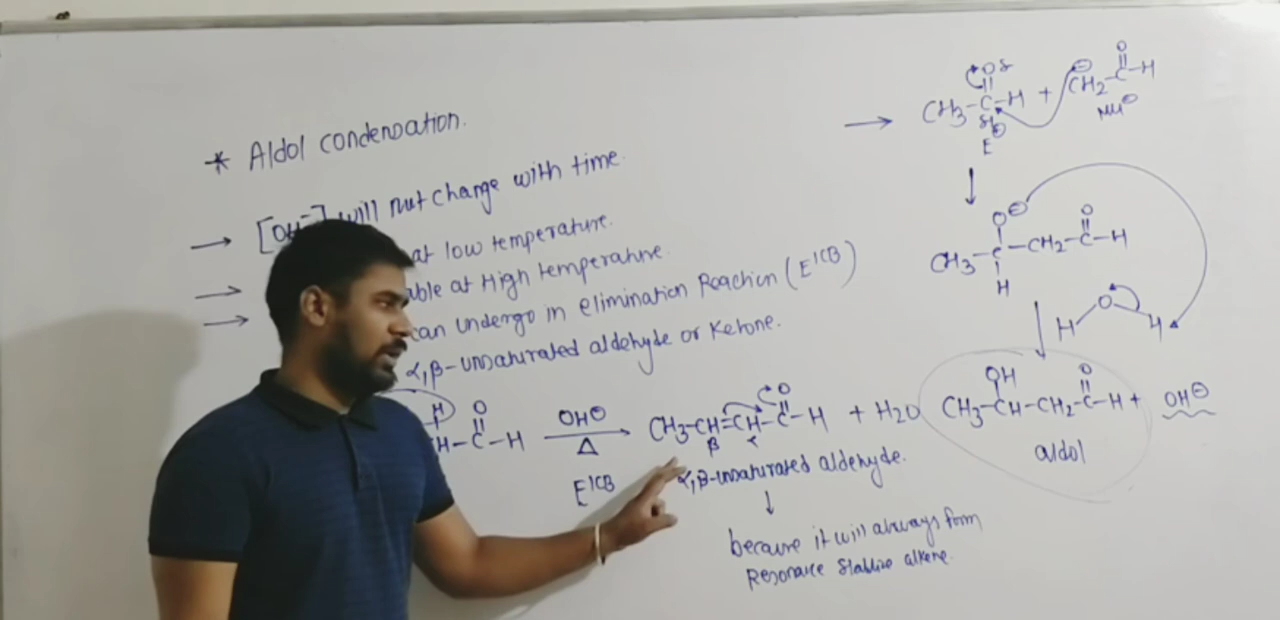 * Aldol condensation.
→ [OH⁻] will not change with time.
at low temperature.
→ able at High temperature.
→ can undergo in elimination Reaction (E1CB)
α,β-unsaturated aldehyde or Ketone.
H
O
H-C-H
OH⊖
Δ
E1CB
CH3-CH=CH-C-H + H2O
O
β α
α,β-unsaturated aldehyde.
↓
because it will always form
Resonance Stablize alkene.
→ CH3-C-H + CH2-C-H
O δ
δ
⊖
O
E⊕
Nu⊖
↓
O⊖ O
CH3-C-CH2-C-H
H
↓
H O H
OH O
CH3-CH-CH2-C-H + OH⊖
aldol